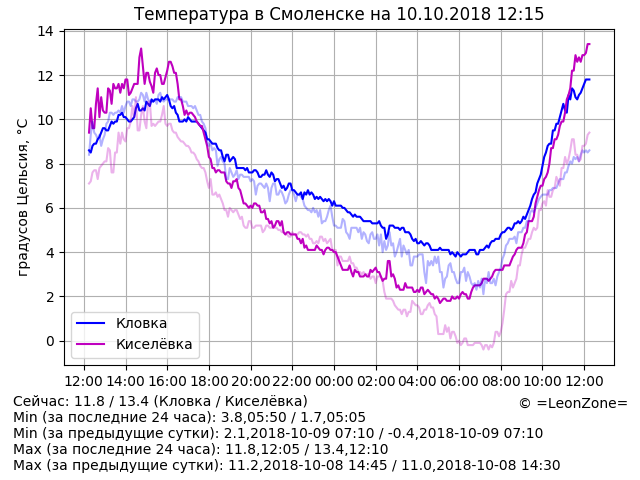 Температура в Смоленске на 10.10.2018 12:15
градусов Цельсия, °C
14
12
10
8
6
4
2
0
Кловка
Киселёвка
12:00 14:00 16:00 18:00 20:00 22:00 00:00 02:00 04:00 06:00 08:00 10:00 12:00
Сейчас: 11.8 / 13.4 (Кловка / Киселёвка)
© =LeonZone=
Min (за последние 24 часа): 3.8,05:50 / 1.7,05:05
Min (за предыдущие сутки): 2.1,2018-10-09 07:10 / -0.4,2018-10-09 07:10
Max (за последние 24 часа): 11.8,12:05 / 13.4,12:10
Max (за предыдущие сутки): 11.2,2018-10-08 14:45 / 11.0,2018-10-08 14:30